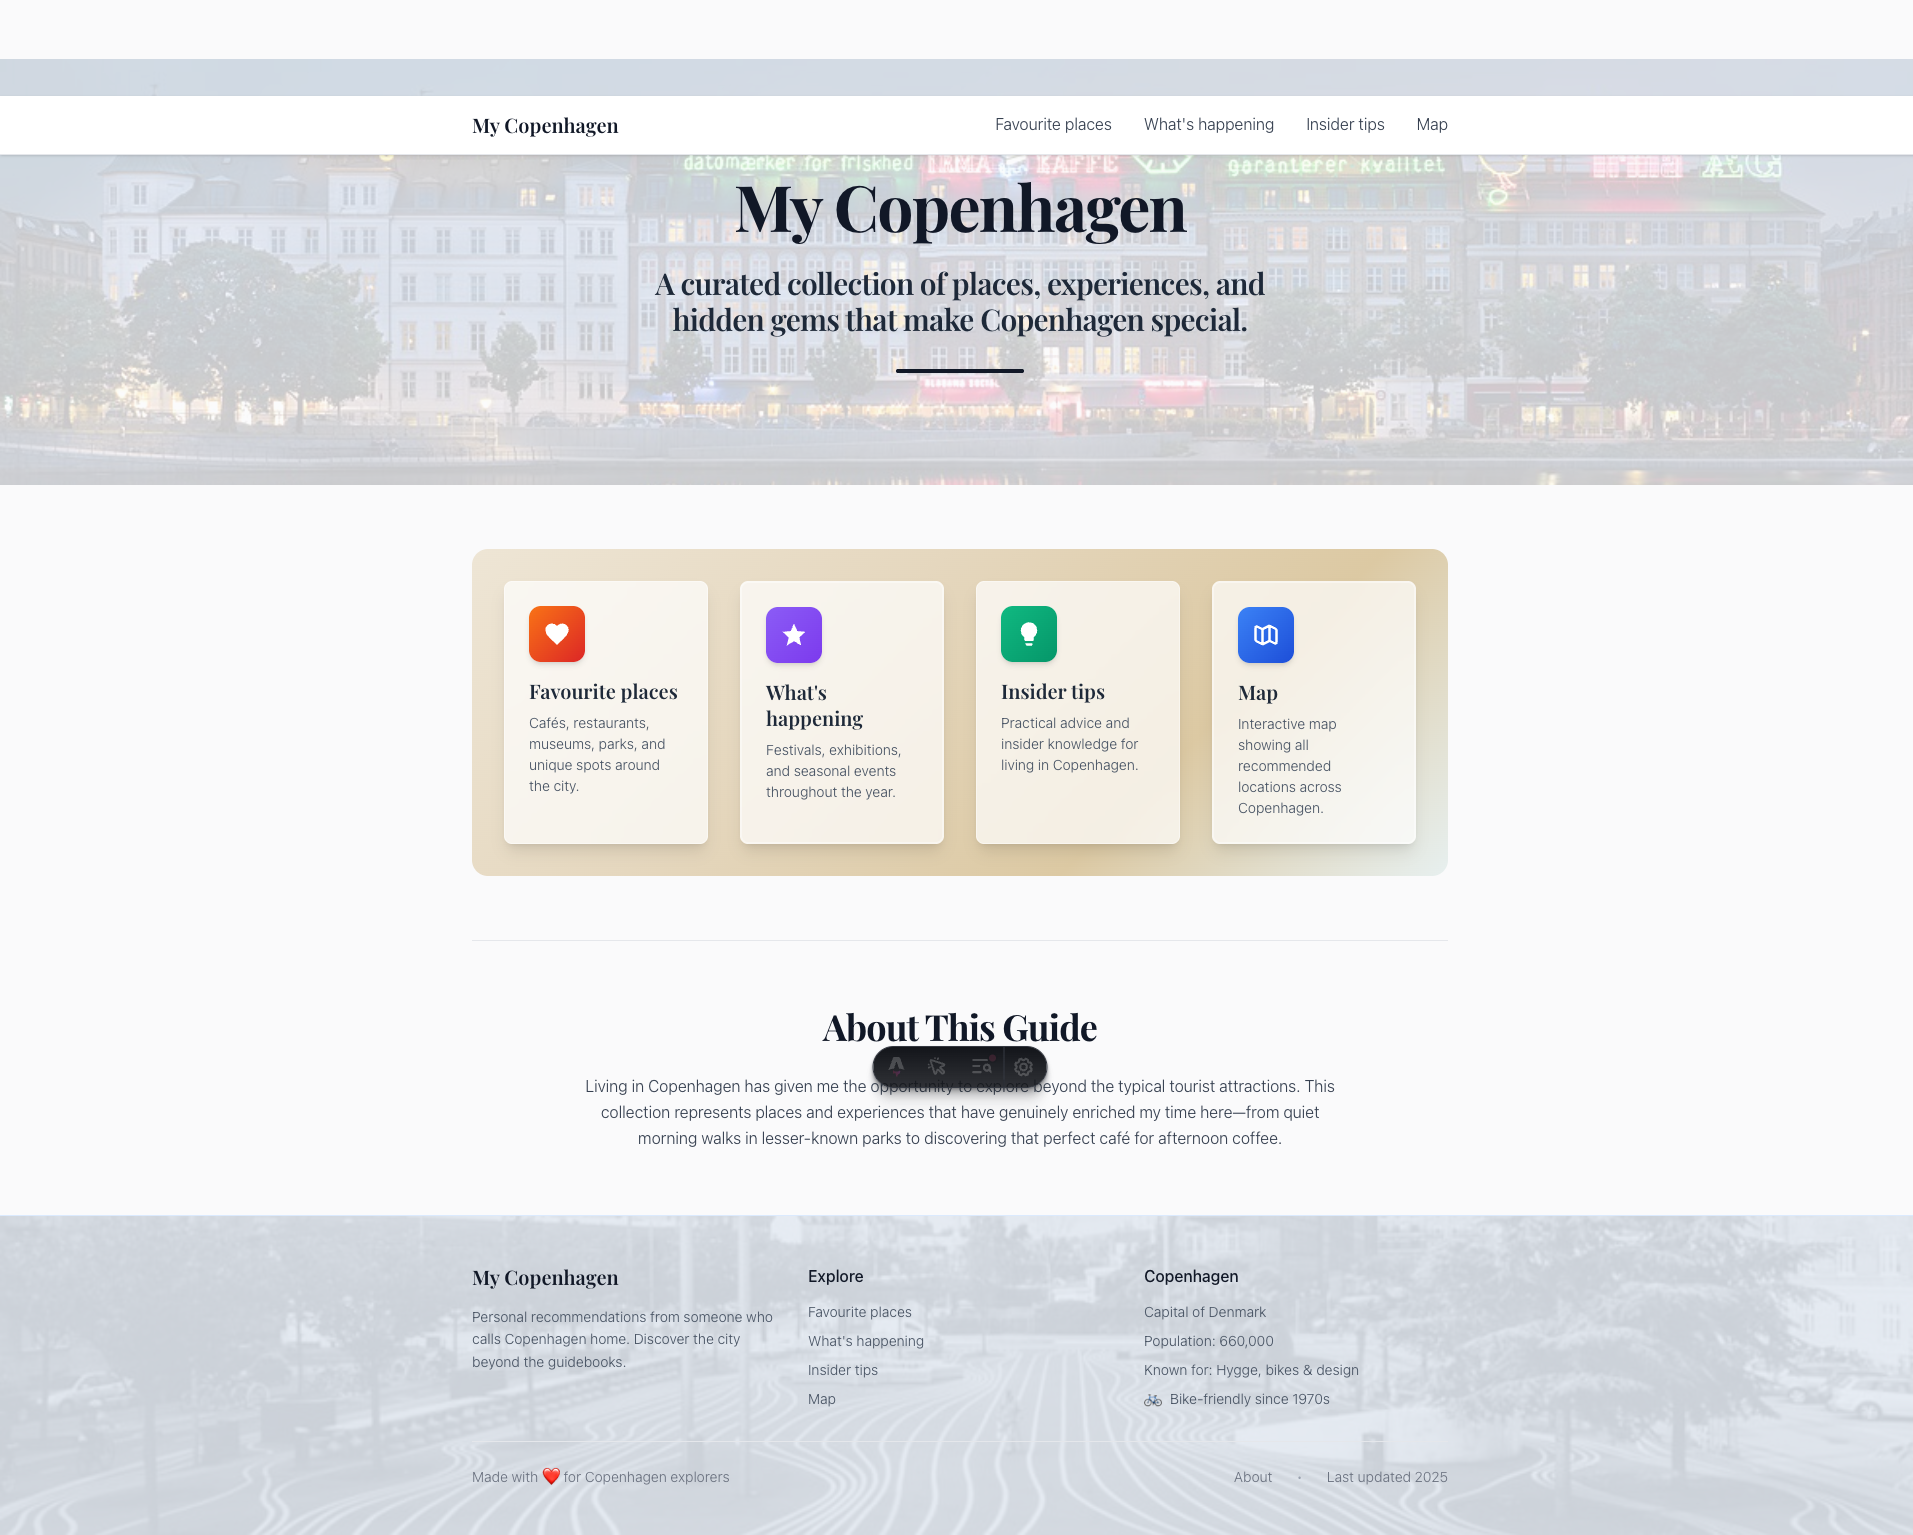 My Copenhagen
Favourite places
What's happening
Insider tips
Map
datomærker for friskhed
IRMA KAFFE
garanterer kvalitet
My Copenhagen
A curated collection of places, experiences, and
hidden gems that make Copenhagen special.
Favourite places
Cafés, restaurants,
museums, parks, and
unique spots around
the city.
What's
happening
Festivals, exhibitions,
and seasonal events
throughout the year.
Insider tips
Practical advice and
insider knowledge for
living in Copenhagen.
Map
Interactive map
showing all
recommended
locations across
Copenhagen.
About This Guide
Living in Copenhagen has given me the opportunity to explore beyond the typical tourist attractions. This
collection represents places and experiences that have genuinely enriched my time here—from quiet
morning walks in lesser-known parks to discovering that perfect café for afternoon coffee.
My Copenhagen
Personal recommendations from someone who
calls Copenhagen home. Discover the city
beyond the guidebooks.
Explore
Favourite places
What's happening
Insider tips
Map
Copenhagen
Capital of Denmark
Population: 660,000
Known for: Hygge, bikes & design
🚲 Bike-friendly since 1970s
Made with ❤️ for Copenhagen explorers
About • Last updated 2025